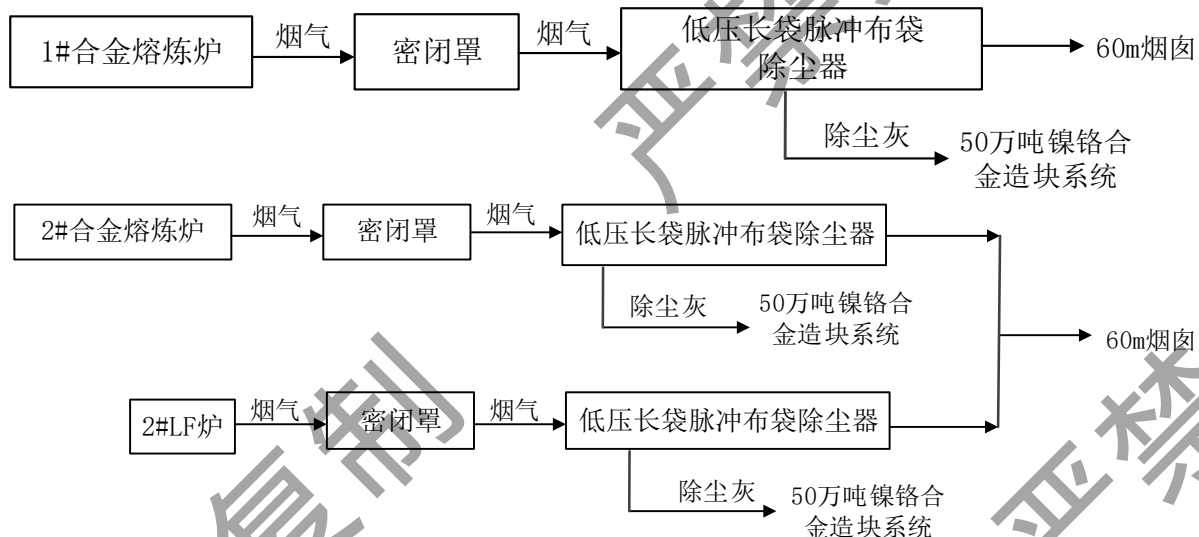 1#合金熔炼炉
烟气
密闭罩
烟气
低压长袋脉冲布袋
除尘器
60m烟囱
除尘灰
50万吨镍铬合
金造块系统
2#合金熔炼炉
烟气
密闭罩
烟气
低压长袋脉冲布袋除尘器
除尘灰
50万吨镍铬合
金造块系统
60m烟囱
2#LF炉
烟气
密闭罩
烟气
低压长袋脉冲布袋除尘器
除尘灰
50万吨镍铬合
金造块系统
严禁
复制
严禁